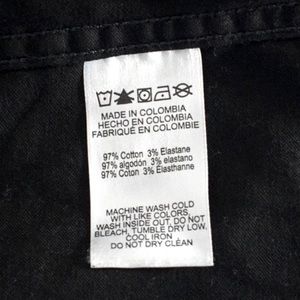 MADE IN COLOMBIA
HECHO EN COLOMBIA
FABRIQUÉ EN COLOMBIE
97% Cotton 3% Elastane
97% algodón 3% elastano
97% Coton 3% Elasthanne
MACHINE WASH COLD
WITH LIKE COLORS,
WASH INSIDE OUT, DO NOT
BLEACH, TUMBLE DRY LOW.
COOL IRON
DO NOT DRY CLEAN